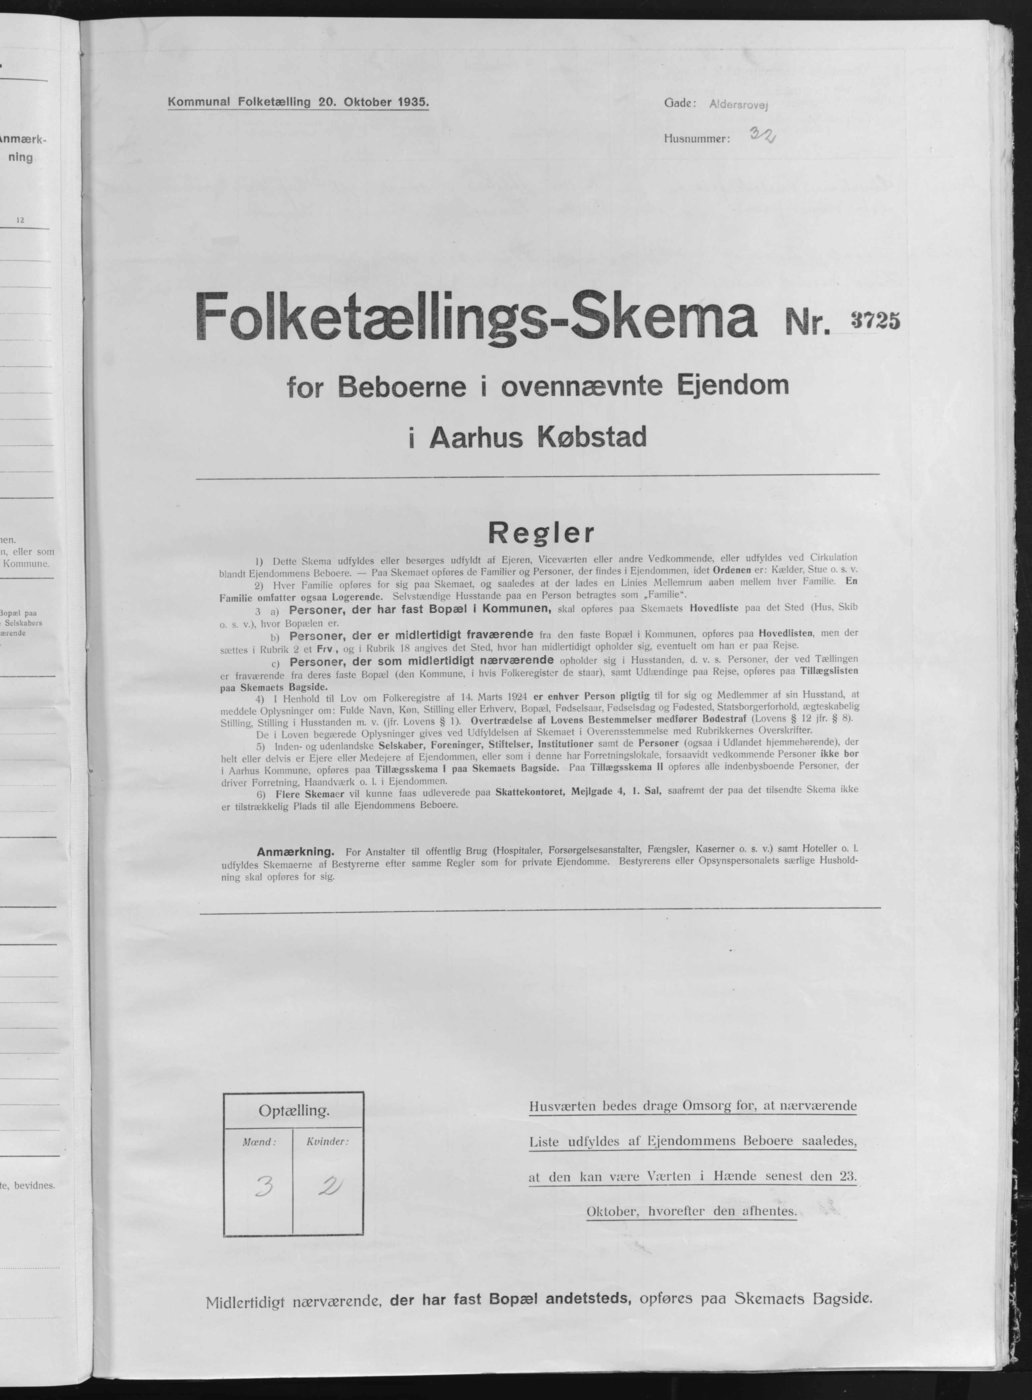 Anmærk-
ning
12
en.
n, eller som
Kommune.
Bopæl paa
Selskabers
ærende
te, bevidnes.
Kommunal Folketælling 20. Oktober 1935.
Gade: Aldersrovej
Husnummer: 32
Folketællings-Skema Nr. 3725
for Beboerne i ovennævnte Ejendom
i Aarhus Købstad
Regler
1) Dette Skema udfyldes eller besørges udfyldt af Ejeren, Viceværten eller andre Vedkommende, eller udfyldes ved Cirkulation
blandt Ejendommens Beboere. — Paa Skemaet opføres de Familier og Personer, der findes i Ejendommen, idet Ordenen er: Kælder, Stue o. s. v.
2) Hver Familie opføres for sig paa Skemaet, og saaledes at der lades en Linies Mellemrum aaben mellem hver Familie. En
Familie omfatter ogsaa Logerende. Selvstændige Husstande paa en Person betragtes som „Familie“.
3 a) Personer, der har fast Bopæl i Kommunen, skal opføres paa Skemaets Hovedliste paa det Sted (Hus, Skib
o. s. v.), hvor Bopælen er.
b) Personer, der er midlertidigt fraværende fra den faste Bopæl i Kommunen, opføres paa Hovedlisten, men der
sættes i Rubrik 2 et Frv, og i Rubrik 18 angives det Sted, hvor han midlertidigt opholder sig, eventuelt om han er paa Rejse.
c) Personer, der som midlertidigt nærværende opholder sig i Husstanden, d. v. s. Personer, der ved Tællingen
er fraværende fra deres faste Bopæl (den Kommune, i hvis Folkeregister de staar), samt Udlændinge paa Rejse, opføres paa Tillægslisten
paa Skemaets Bagside.
4) I Henhold til Lov om Folkeregistre af 14. Marts 1924 er enhver Person pligtig til for sig og Medlemmer af sin Husstand, at
meddele Oplysninger om: Fulde Navn, Køn, Stilling eller Erhverv, Bopæl, Fødselsaar, Fødselsdag og Fødested, Statsborgerforhold, ægteskabelig
Stilling, Stilling i Husstanden m. v. (jfr. Lovens § 1). Overtrædelse af Lovens Bestemmelser medfører Bødestraf (Lovens § 12 jfr. § 8).
De i Loven begærede Oplysninger gives ved Udfyldelsen af Skemaet i Overensstemmelse med Rubrikkernes Overskrifter.
5) Inden- og udenlandske Selskaber, Foreninger, Stiftelser, Institutioner samt de Personer (ogsaa i Udlandet hjemmehørende), der
helt eller delvis er Ejere eller Medejere af Ejendommen, eller som i denne har Forretningslokale, forsaavidt vedkommende Personer ikke bor
i Aarhus Kommune, opføres paa Tillægsskema I paa Skemaets Bagside. Paa Tillægsskema II opføres alle indenbysboende Personer, der
driver Forretning, Haandværk o. l. i Ejendommen.
6) Flere Skemaer vil kunne faas udleverede paa Skattekontoret, Mejlgade 4, 1. Sal, saafremt der paa det tilsendte Skema ikke
er tilstrækkelig Plads til alle Ejendommens Beboere.
Anmærkning. For Anstalter til offentlig Brug (Hospitaler, Forsørgelsesanstalter, Fængsler, Kaserner o. s. v.) samt Hoteller o. l.
udfyldes Skemaerne af Bestyrerne efter samme Regler som for private Ejendomme. Bestyrerens eller Opsynspersonalets særlige Hushold-
ning skal opføres for sig.
Optælling.
Mænd: Kvinder:
3 2
Husværten bedes drage Omsorg for, at nærværende
Liste udfyldes af Ejendommens Beboere saaledes,
at den kan være Værten i Hænde senest den 23.
Oktober, hvorefter den afhentes.
Midlertidigt nærværende, der har fast Bopæl andetsteds, opføres paa Skemaets Bagside.